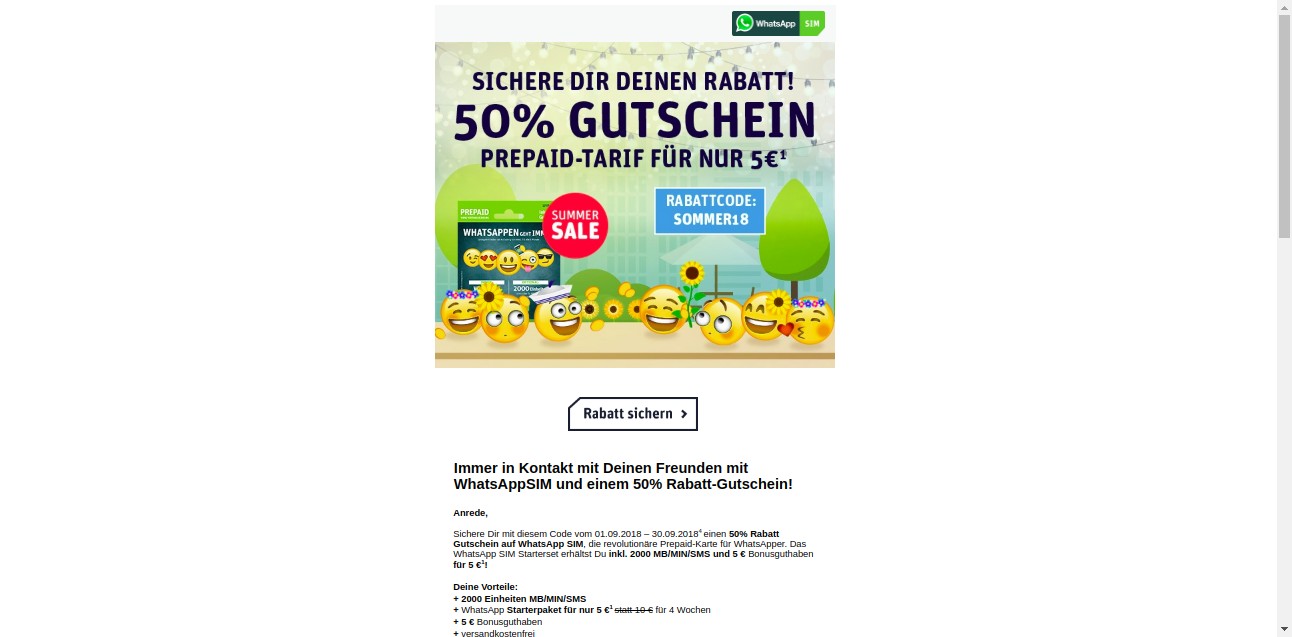 WhatsApp SIM
SICHERE DIR DEINEN RABATT!
50% GUTSCHEIN
PREPAID-TARIF FÜR NUR 5€¹
RABATTCODE:
SOMMER18
SUMMER
SALE
PREPAID
WHATSAPPEN GEHT
2000
Rabatt sichern >
Immer in Kontakt mit Deinen Freunden mit
WhatsAppSIM und einem 50% Rabatt-Gutschein!
Anrede,
Sichere Dir mit diesem Code vom 01.09.2018 – 30.09.2018⁴ einen 50% Rabatt
Gutschein auf WhatsApp SIM, die revolutionäre Prepaid-Karte für WhatsApper. Das
WhatsApp SIM Starterset erhältst Du inkl. 2000 MB/MIN/SMS und 5 € Bonusguthaben
für 5 €¹!
Deine Vorteile:
+ 2000 Einheiten MB/MIN/SMS
+ WhatsApp Starterpaket für nur 5 €¹ statt 10 € für 4 Wochen
+ 5 € Bonusguthaben
+ versandkostenfrei